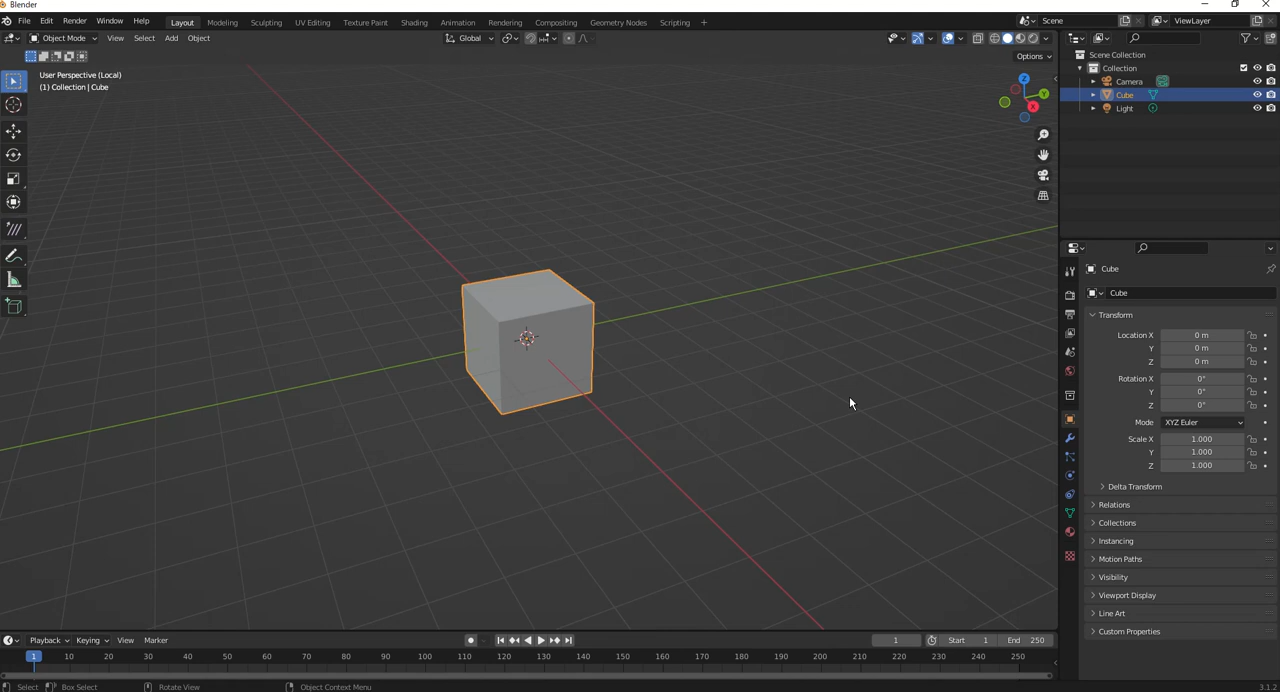 Blender
File Edit Render Window Help Layout Modeling Sculpting UV Editing Texture Paint Shading Animation Rendering Compositing Geometry Nodes Scripting + Scene ViewLayer
Object Mode View Select Add Object Global
Options
User Perspective (Local)
(1) Collection | Cube
Z
Y
X
Scene Collection
Collection
Camera
Cube
Light
Cube
Cube
Transform
Location X 0 m
Y 0 m
Z 0 m
Rotation X 0°
Y 0°
Z 0°
Mode XYZ Euler
Scale X 1.000
Y 1.000
Z 1.000
Delta Transform
Relations
Collections
Instancing
Motion Paths
Visibility
Viewport Display
Line Art
Custom Properties
Playback Keying View Marker 1 Start 1 End 250
1 10 20 30 40 50 60 70 80 90 100 110 120 130 140 150 160 170 180 190 200 210 220 230 240 250
Select Box Select Rotate View Object Context Menu 3.1.2